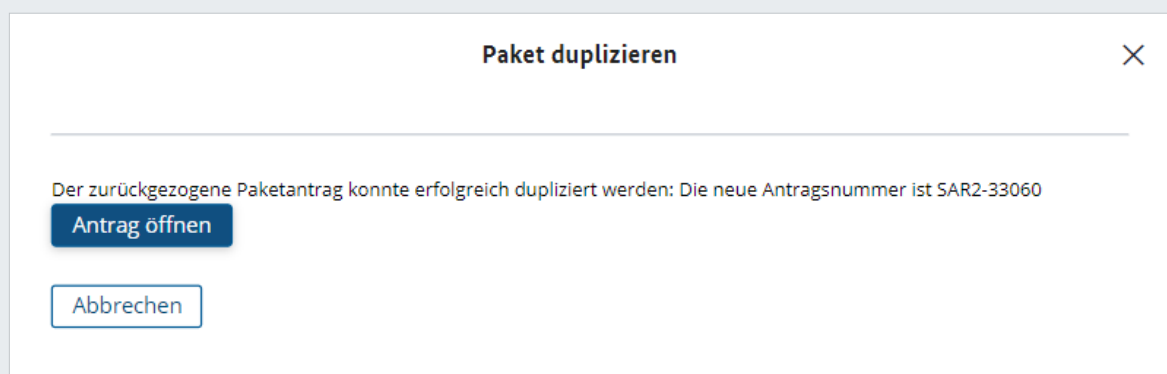 Paket duplizieren
Der zurückgezogene Paketantrag konnte erfolgreich dupliziert werden: Die neue Antragsnummer ist SAR2-33060
Antrag öffnen
Abbrechen